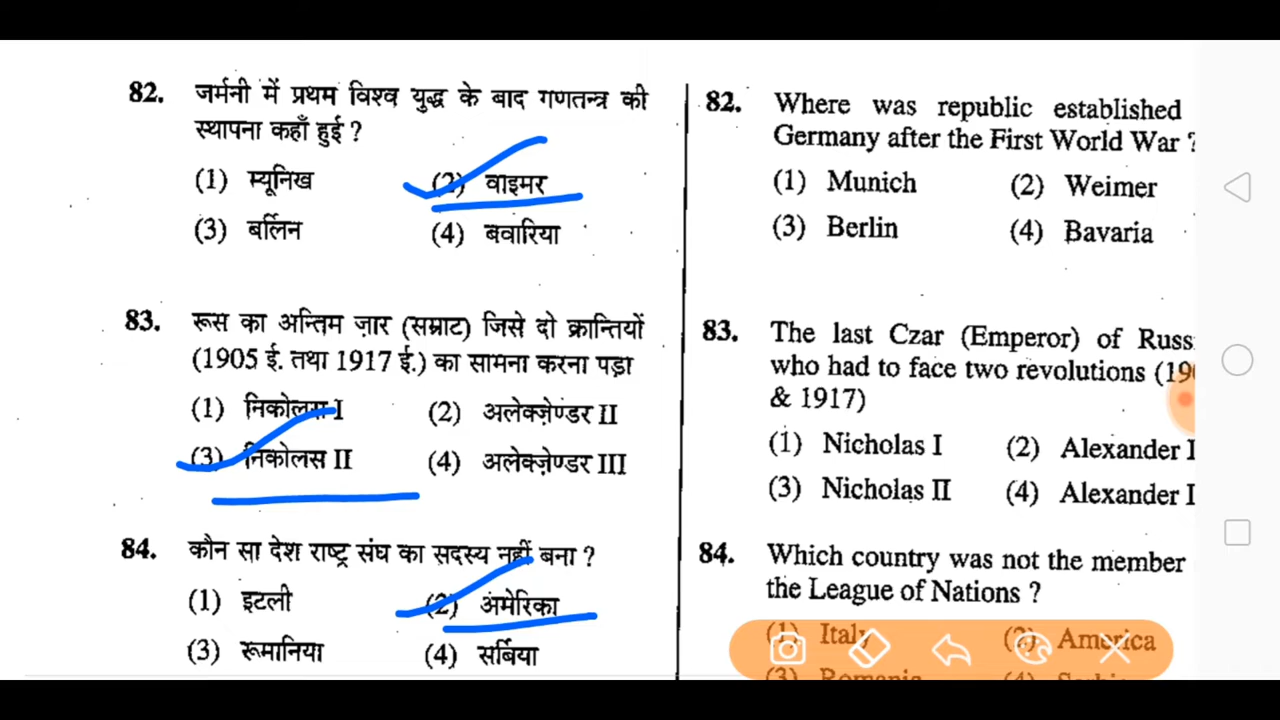 82. जर्मनी में प्रथम विश्व युद्ध के बाद गणतन्त्र की
स्थापना कहाँ हुई ?
(1) म्यूनिख (2) वाइमर
(3) बर्लिन (4) बवारिया
83. रूस का अन्तिम ज़ार (सम्राट) जिसे दो क्रान्तियों
(1905 ई. तथा 1917 ई.) का सामना करना पड़ा
(1) निकोलस I (2) अलेक्ज़ेण्डर II
(3) निकोलस II (4) अलेक्ज़ेण्डर III
84. कौन सा देश राष्ट्र संघ का सदस्य नहीं बना ?
(1) इटली (2) अमेरिका
(3) रूमानिया (4) सर्बिया
82. Where was republic established
Germany after the First World War ?
(1) Munich (2) Weimer
(3) Berlin (4) Bavaria
83. The last Czar (Emperor) of Russ
who had to face two revolutions (19
& 1917)
(1) Nicholas I (2) Alexander I
(3) Nicholas II (4) Alexander I
84. Which country was not the member
the League of Nations ?
(1) Italy (2) America
(3) Romania (4)